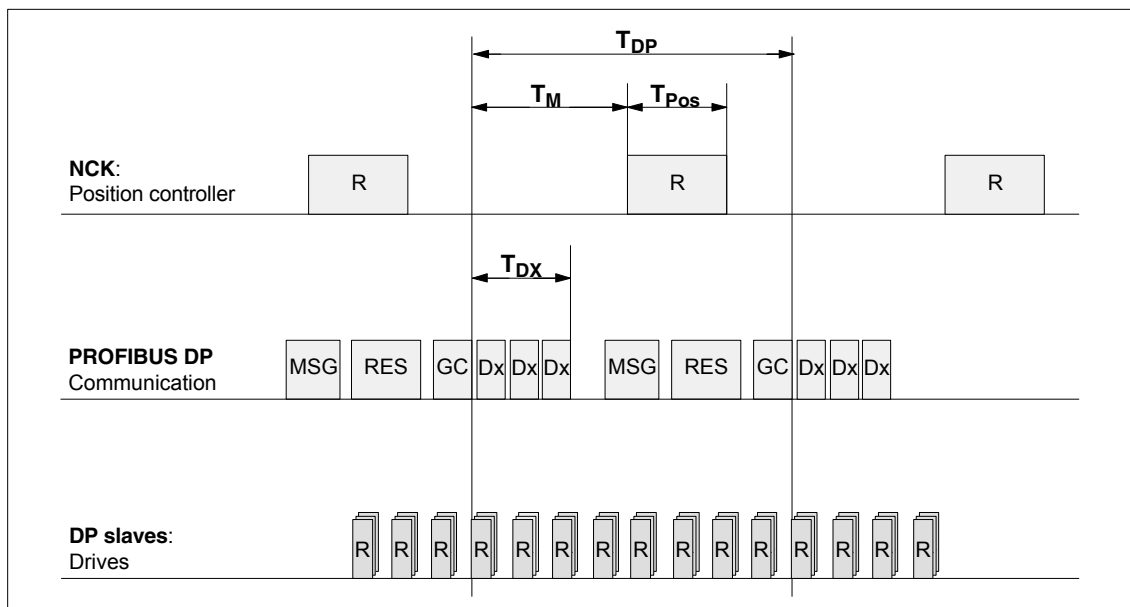 T_DP
T_M T_Pos
NCK:
Position controller
R R R
T_DX
PROFIBUS DP
Communication
MSG RES GC Dx Dx Dx MSG RES GC Dx Dx Dx
DP slaves:
Drives
R R R R R R R R R R R R R R R